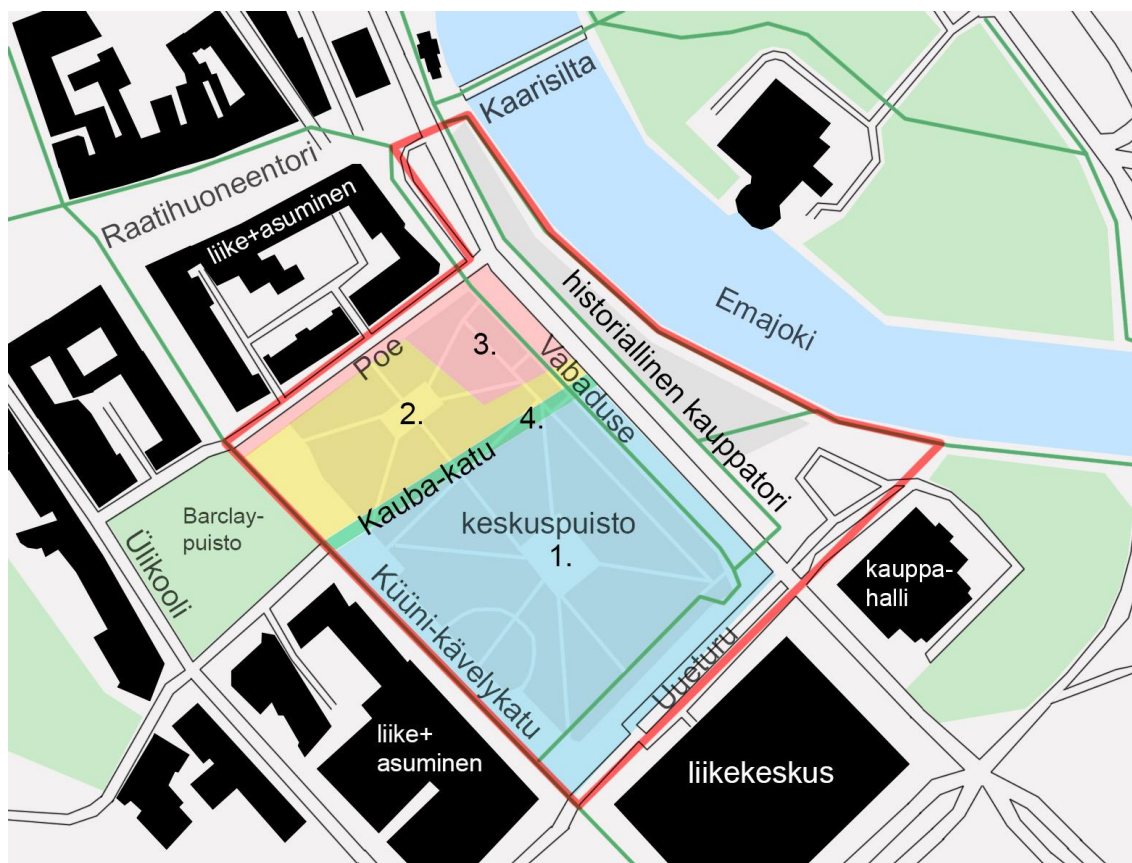 Kaarisilta
Raatihuoneentori
liike+asuminen
Emajoki
historiallinen kauppatori
Poe
3.
Vabaduse
2.
4.
Kauba-katu
keskuspuisto
1.
Barclay-
puisto
Ülikooli
Küüni-kävelykatu
Uueturu
kauppa-
halli
liike+
asuminen
liikekeskus